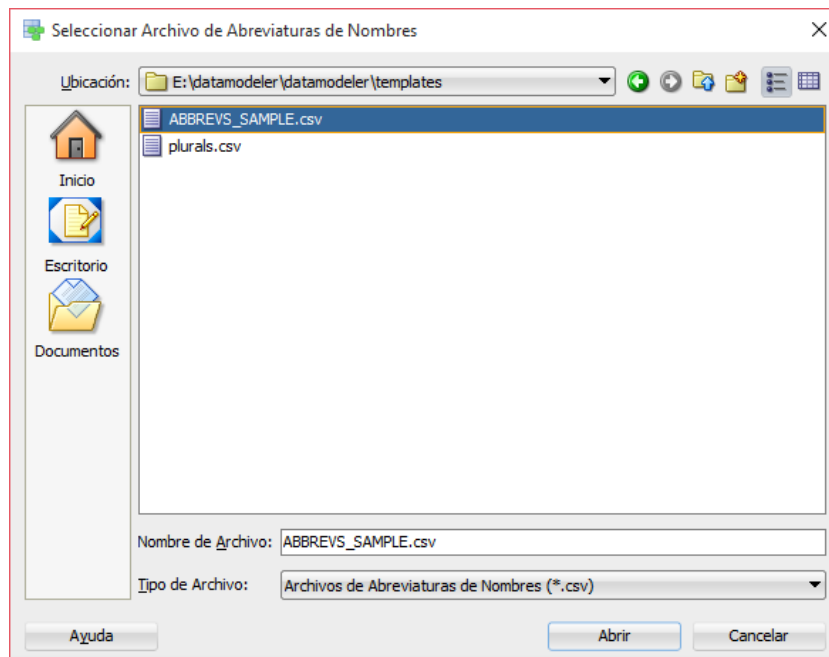 Seleccionar Archivo de Abreviaturas de Nombres
Ubicación: E:\datamodeler\datamodeler\templates
ABBREVS_SAMPLE.csv
plurals.csv
Inicio
Escritorio
Documentos
Nombre de Archivo: ABBREVS_SAMPLE.csv
Tipo de Archivo: Archivos de Abreviaturas de Nombres (*.csv)
Ayuda Abrir Cancelar